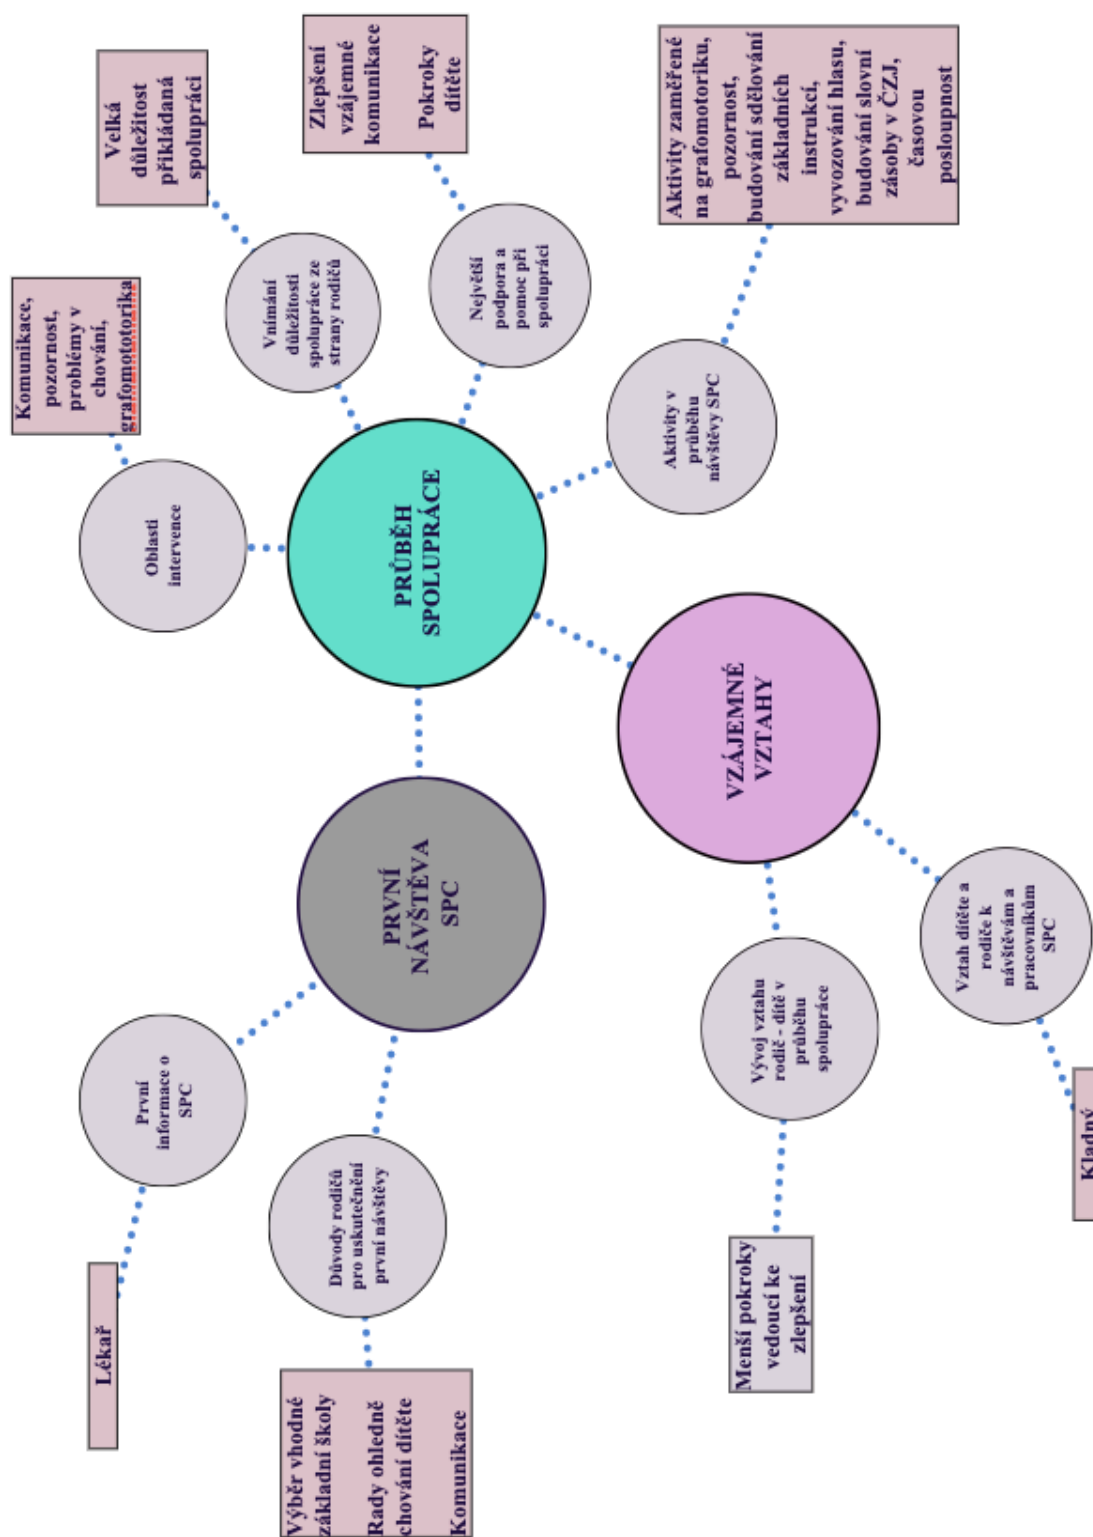 Lékař
První
informace o
SPC
Výběr vhodné
základní školy
Rady ohledně
chování dítěte
Komunikace
Důvody rodičů
pro uskutečnění
první návštěvy
PRVNÍ
NÁVŠTĚVA
SPC
PRŮBĚH
SPOLUPRÁCE
Oblasti
intervence
Komunikace,
pozornost,
problémy v
chování,
grafomototorika
Vnímání
důležitosti
spolupráce ze
strany rodičů
Velká
důležitost
přikládaná
spolupráci
Největší
podpora a
pomoc při
spolupráci
Zlepšení
vzájemné
komunikace
Pokroky
dítěte
Aktivity v
průběhu
návštěvy SPC
Aktivity zaměřené
na grafomotoriku,
pozornost,
budování sdělování
základních
instrukcí,
vyvozování hlasu,
budování slovní
zásoby v ČZJ,
časovou
posloupnost
VZÁJEMNÉ
VZTAHY
Vývoj vztahu
rodič - dítě v
průběhu
spolupráce
Menší pokroky
vedoucí ke
zlepšení
Vztah dítěte a
rodiče k
návštěvám a
pracovníkům
SPC
Kladný